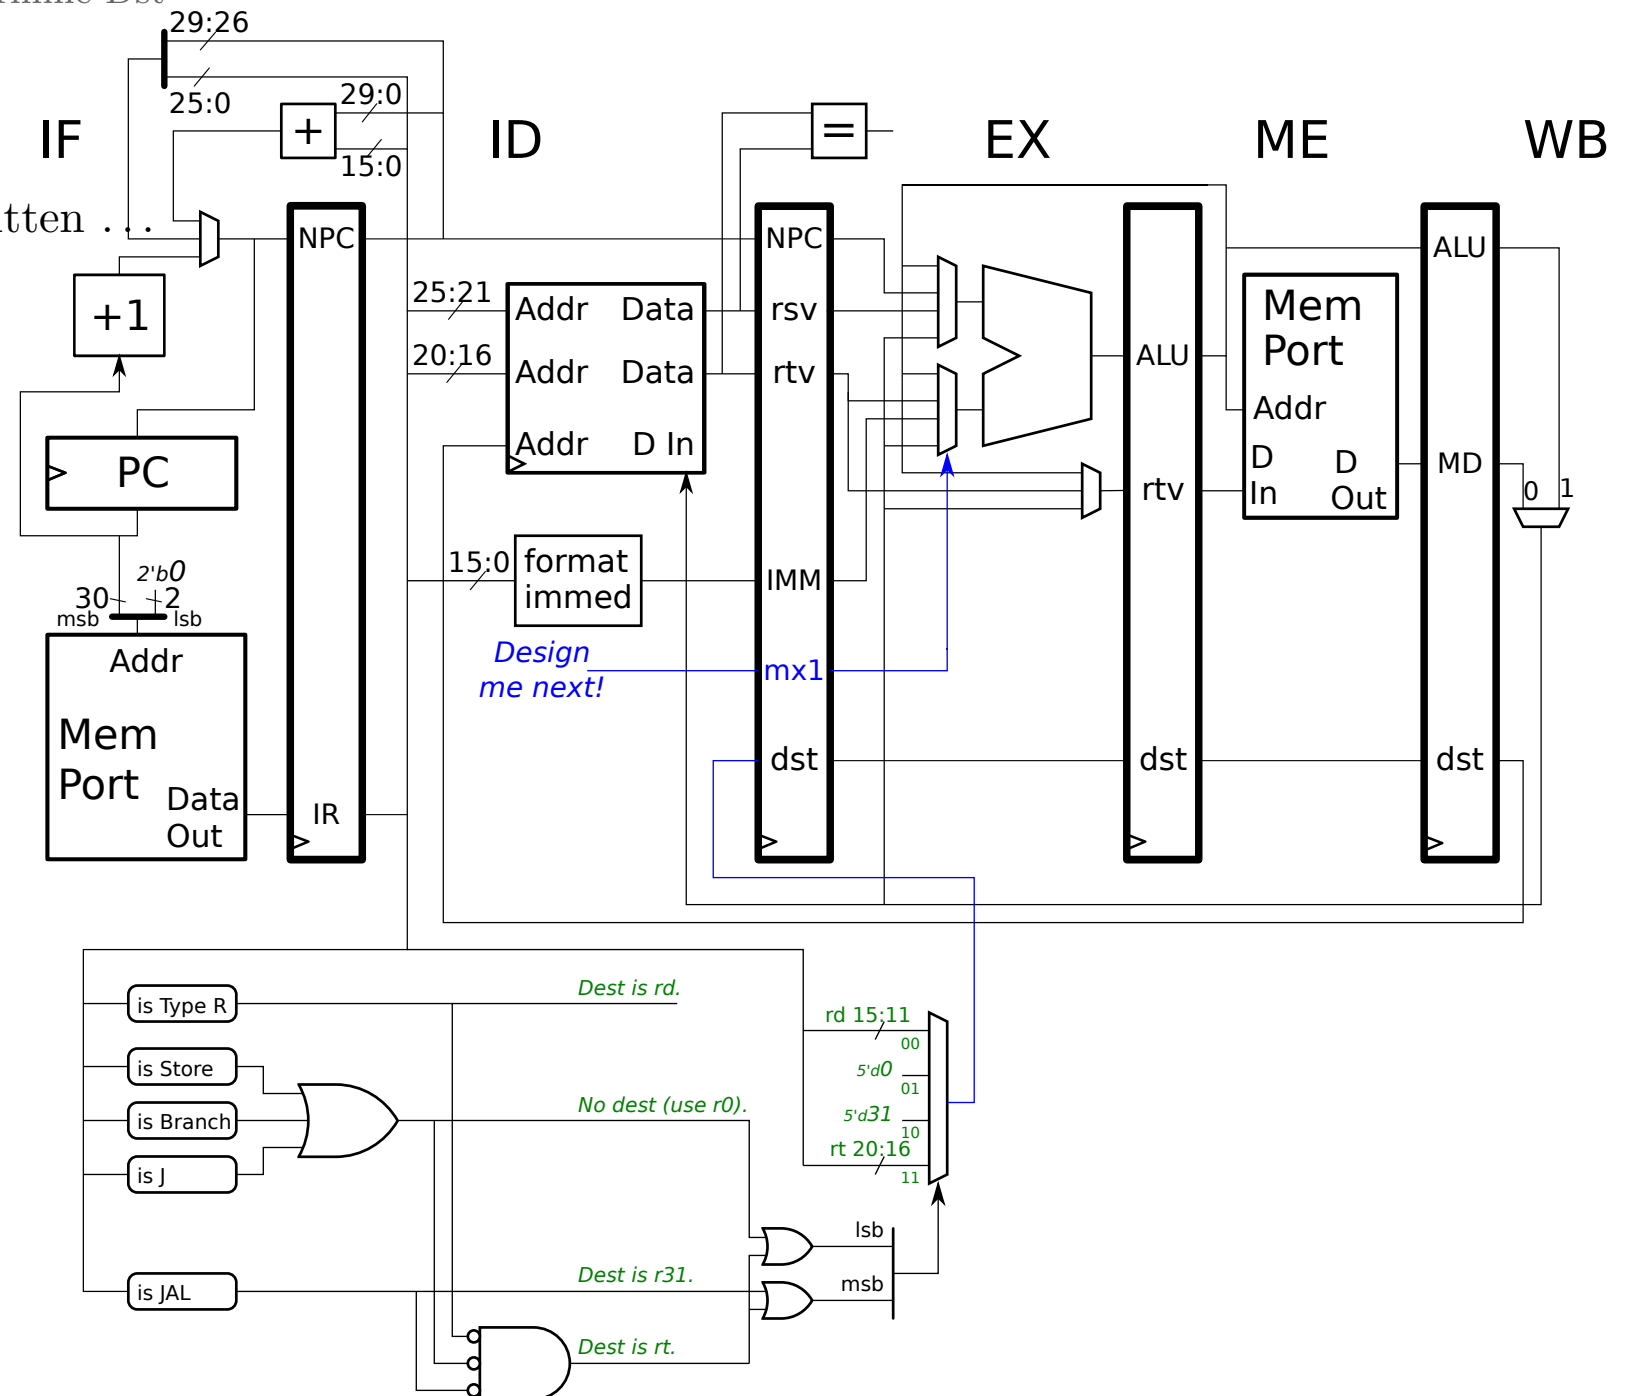 29:26
25:0
29:0
+
15:0
=
IF
ID
EX
ME
WB
itten ...
NPC
NPC
ALU
+1
25:21
Addr
Data
rsv
20:16
Addr
Data
rtv
Addr
D In
ALU
Mem
Port
Addr
D
In
D
Out
MD
0
1
PC
rtv
2'b0
30
2
msb
lsb
15:0
format
immed
IMM
Addr
Mem
Port
Data
Out
Design
me next!
mx1
dst
dst
dst
IR
is Type R
Dest is rd.
rd 15:11
00
is Store
5'd0
01
is Branch
No dest (use r0).
5'd31
10
is J
rt 20:16
11
lsb
is JAL
Dest is r31.
msb
Dest is rt.